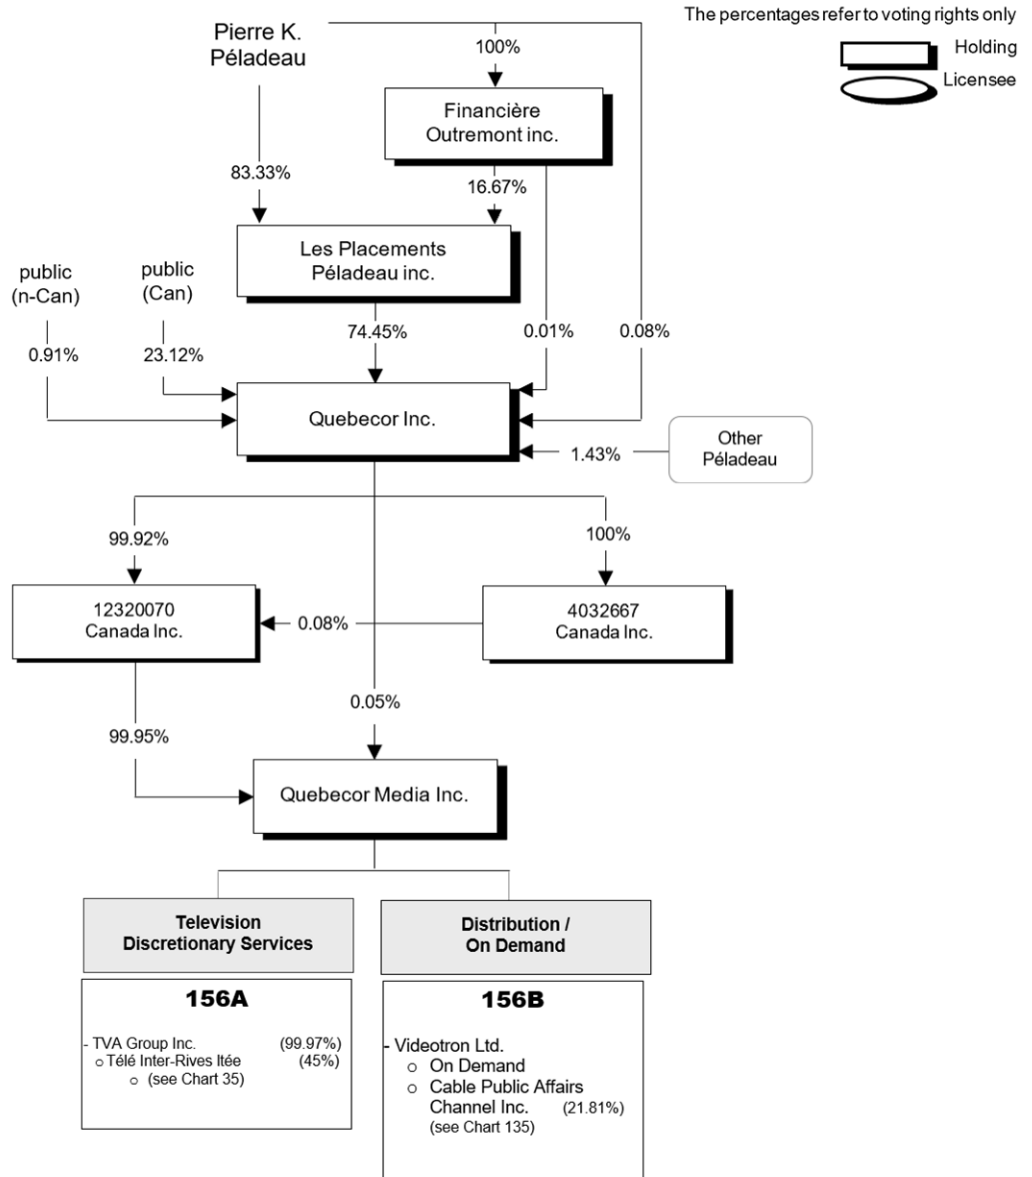 The percentages refer to voting rights only
Holding
Licensee
Pierre K.
Péladeau
100%
Financière
Outremont inc.
83.33%
16.67%
Les Placements
Péladeau inc.
public
(n-Can)
public
(Can)
0.91%
23.12%
74.45%
0.01%
0.08%
Quebecor Inc.
1.43%
Other
Péladeau
99.92%
100%
12320070
Canada Inc.
0.08%
4032667
Canada Inc.
0.05%
99.95%
Quebecor Media Inc.
Television
Discretionary Services
156A
- TVA Group Inc. (99.97%)
o Télé Inter-Rives ltée (45%)
o (see Chart 35)
Distribution /
On Demand
156B
- Videotron Ltd.
o On Demand
o Cable Public Affairs
Channel Inc. (21.81%)
(see Chart 135)